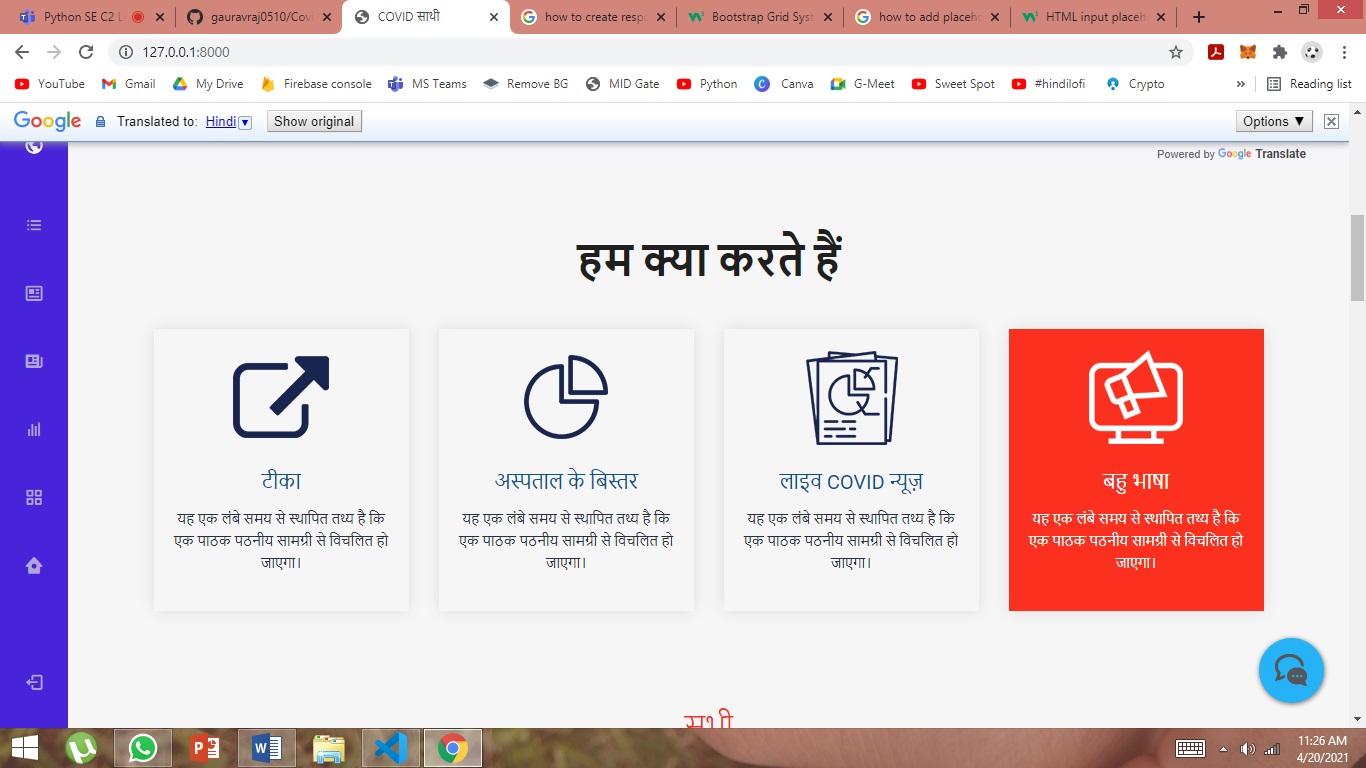 Python SE C2 L
gauravraj0510/Covi
COVID साथी
how to create respo
Bootstrap Grid Syst
how to add placeho
HTML input placeh
127.0.0.1:8000
YouTube
Gmail
My Drive
Firebase console
MS Teams
Remove BG
MID Gate
Python
Canva
G-Meet
Sweet Spot
#hindilofi
Crypto
»
Reading list
Google
Translated to: Hindi
Show original
Options ▼
Powered by Google Translate
हम क्या करते हैं
टीका
यह एक लंबे समय से स्थापित तथ्य है कि
एक पाठक पठनीय सामग्री से विचलित हो
जाएगा।
अस्पताल के बिस्तर
यह एक लंबे समय से स्थापित तथ्य है कि
एक पाठक पठनीय सामग्री से विचलित हो
जाएगा।
लाइव COVID न्यूज़
यह एक लंबे समय से स्थापित तथ्य है कि
एक पाठक पठनीय सामग्री से विचलित हो
जाएगा।
बहु भाषा
यह एक लंबे समय से स्थापित तथ्य है कि
एक पाठक पठनीय सामग्री से विचलित हो
जाएगा।
सभी
11:26 AM
4/20/2021